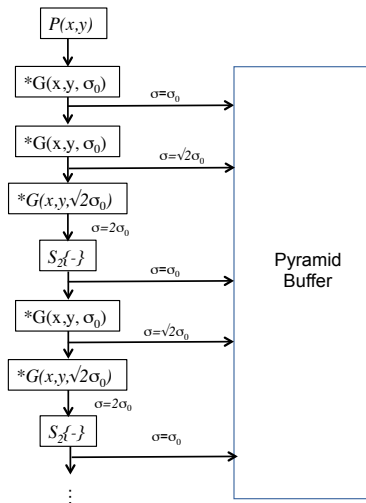 P(x,y)
*G(x,y, σ₀)
σ=σ₀
*G(x,y, σ₀)
σ=√2σ₀
*G(x,y,√2σ₀)
σ=2σ₀
S₂{-}
σ=σ₀
Pyramid
Buffer
*G(x,y, σ₀)
σ=√2σ₀
*G(x,y,√2σ₀)
σ=2σ₀
S₂{-}
σ=σ₀
⋮